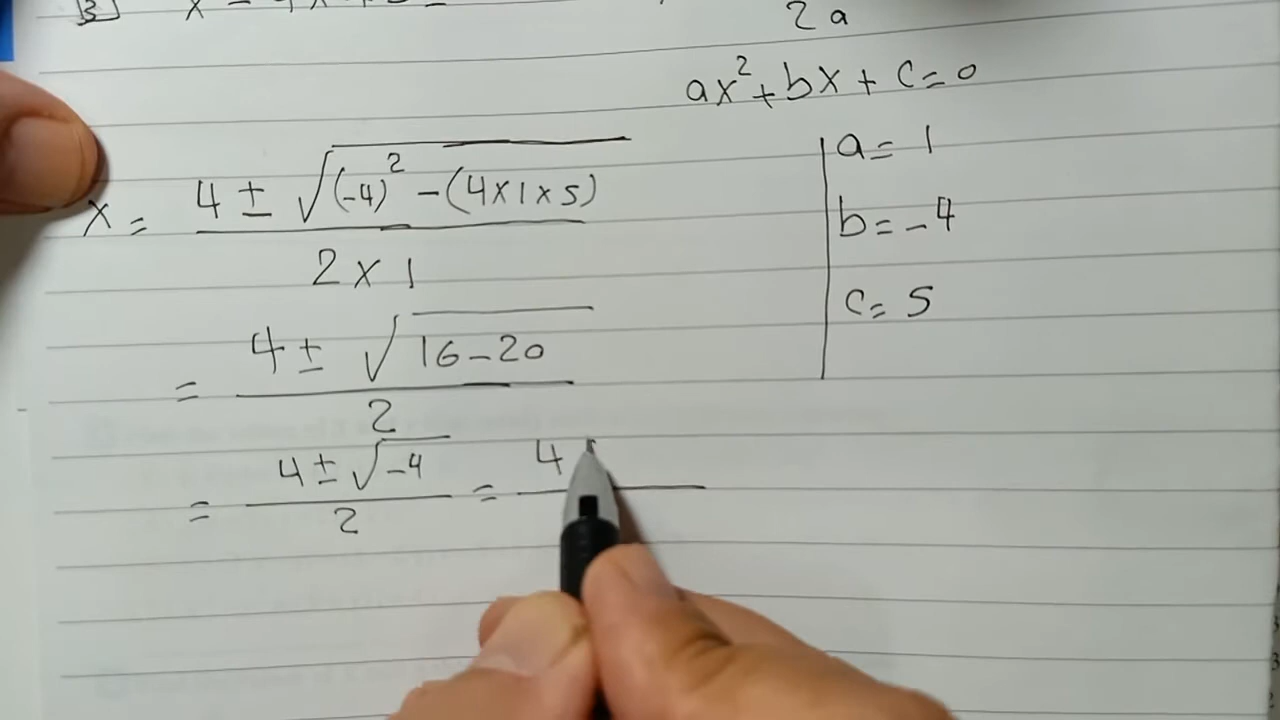 2a
ax² + bx + c = 0
x = 4 ± √(-4)² - (4 x 1 x 5) / 2 x 1
a = 1
b = -4
c = 5
= 4 ± √16 - 20 / 2
= 4 ± √-4 / 2 = 4